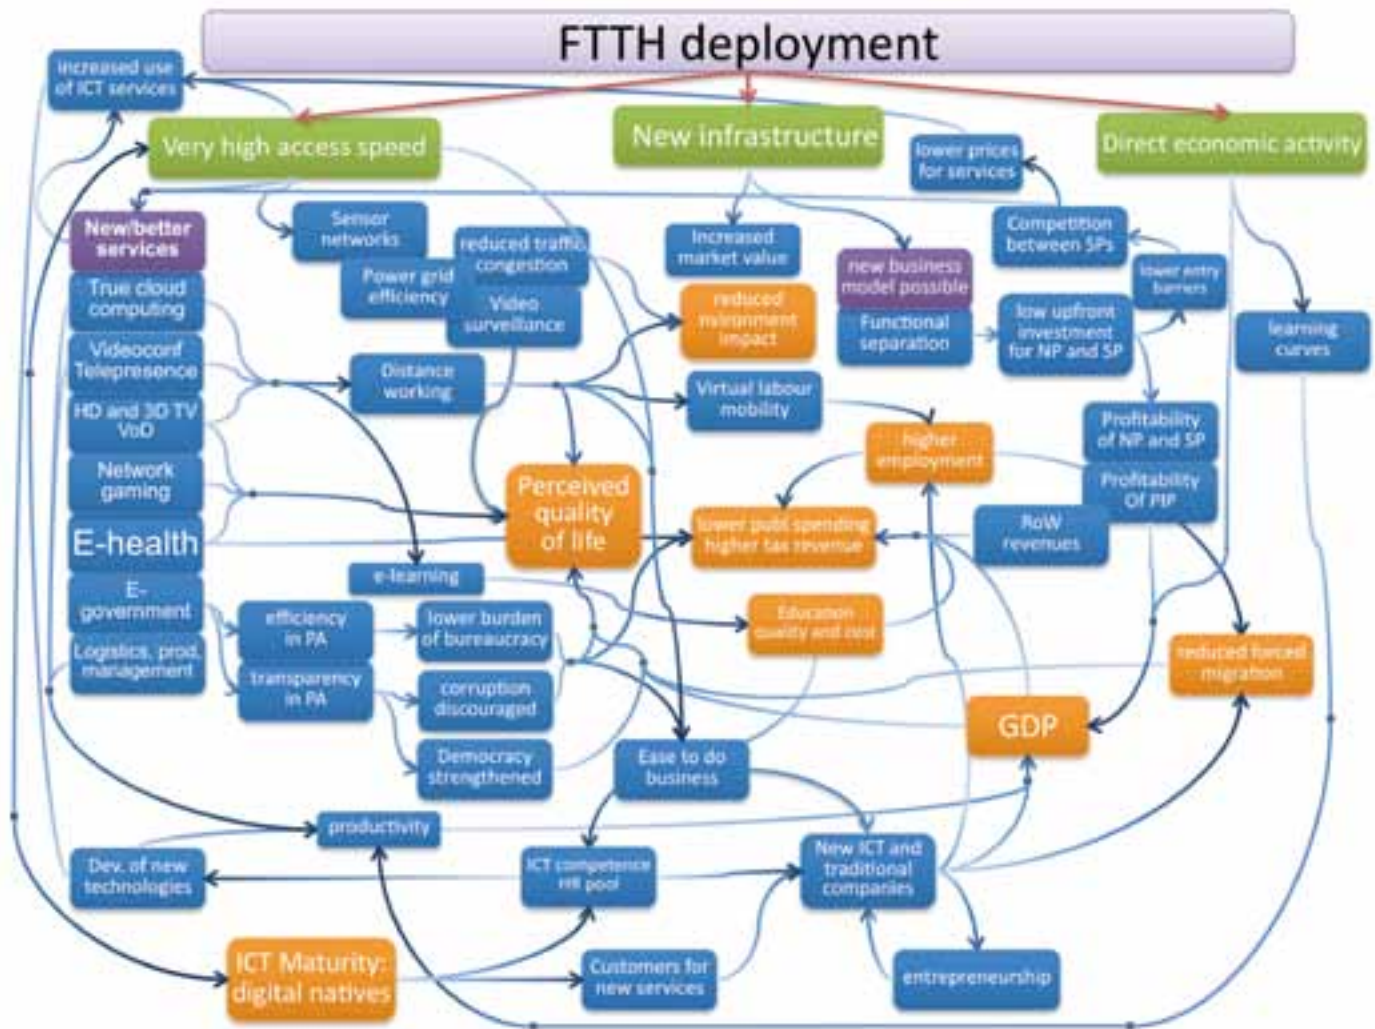 FTTH deployment
increased use
of ICT services
Very high access speed
New infrastructure
lower prices
for services
Direct economic activity
New/better
services
Sensor
networks
reduced traffic
congestion
Power grid
efficiency
Video
surveillance
Increased
market value
new business
model possible
Competition
between SPs
lower entry
barriers
True cloud
computing
reduced
nvironment
impact
Functional
separation
low upfront
investment
for NP and SP
learning
curves
Videoconf
Telepresence
Distance
working
Virtual labour
mobility
HD and 3D TV
VoD
higher
employment
Profitability
of NP and SP
Network
gaming
Perceived
quality
of life
Profitability
Of PIP
lower publ spending
higher tax revenue
RoW
revenues
E-health
e-learning
E-
government
efficiency
in PA
lower burden
of bureaucracy
Education
quality and cost
Logistics, prod.
management
transparency
in PA
corruption
discouraged
reduced forced
migration
GDP
Democracy
strengthened
Ease to do
business
productivity
Dev. of new
technologies
ICT competence
HR pool
New ICT and
traditional
companies
ICT Maturity:
digital natives
Customers for
new services
entrepreneurship